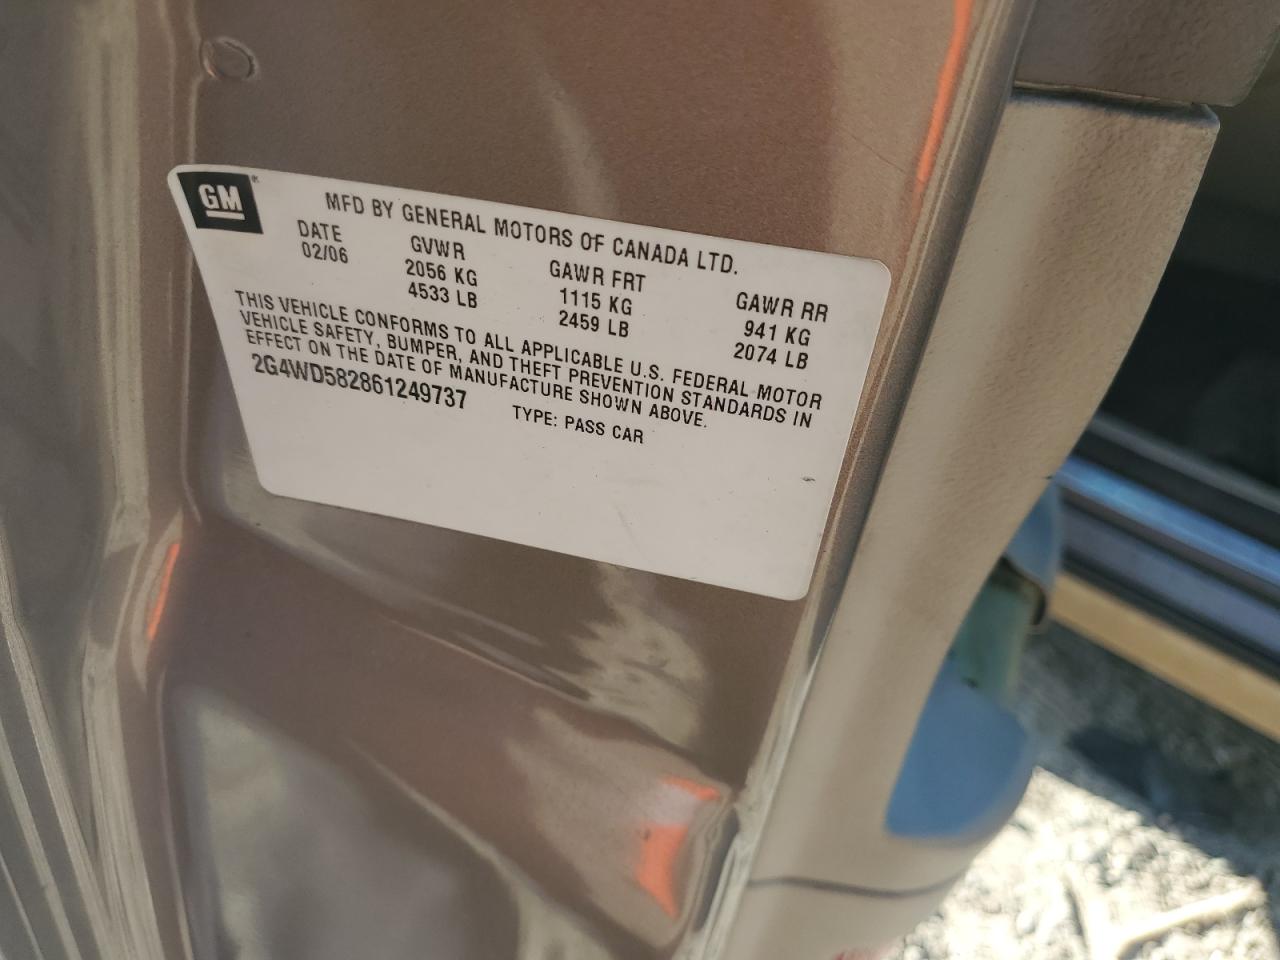 GM®
MFD BY GENERAL MOTORS OF CANADA LTD.
DATE GVWR GAWR FRT GAWR RR
02/06 2056 KG 1115 KG 941 KG
4533 LB 2459 LB 2074 LB
THIS VEHICLE CONFORMS TO ALL APPLICABLE U.S. FEDERAL MOTOR
VEHICLE SAFETY, BUMPER, AND THEFT PREVENTION STANDARDS IN
EFFECT ON THE DATE OF MANUFACTURE SHOWN ABOVE.
2G4WD582861249737 TYPE: PASS CAR